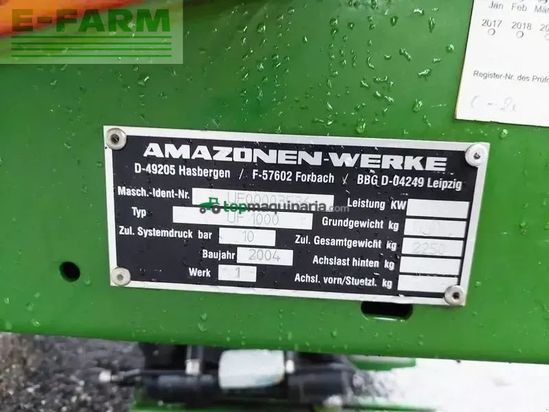 E-FARM
Jan Feb Mär
2017 2018
Register-Nr. des Prüf
AMAZONEN-WERKE
D-49205 Hasbergen / F-57602 Forbach / BBG D-04249 Leipzig
Masch.-Ident-Nr. Leistung kW
topmaquinaria.com
Typ UF 1000 Grundgewicht kg
Zul. Systemdruck bar 10 Zul. Gesamtgewicht kg 2250
Baujahr 2004 Achslast hinten kg
Werk 1 Achsl. vorn/Stuetzl. kg